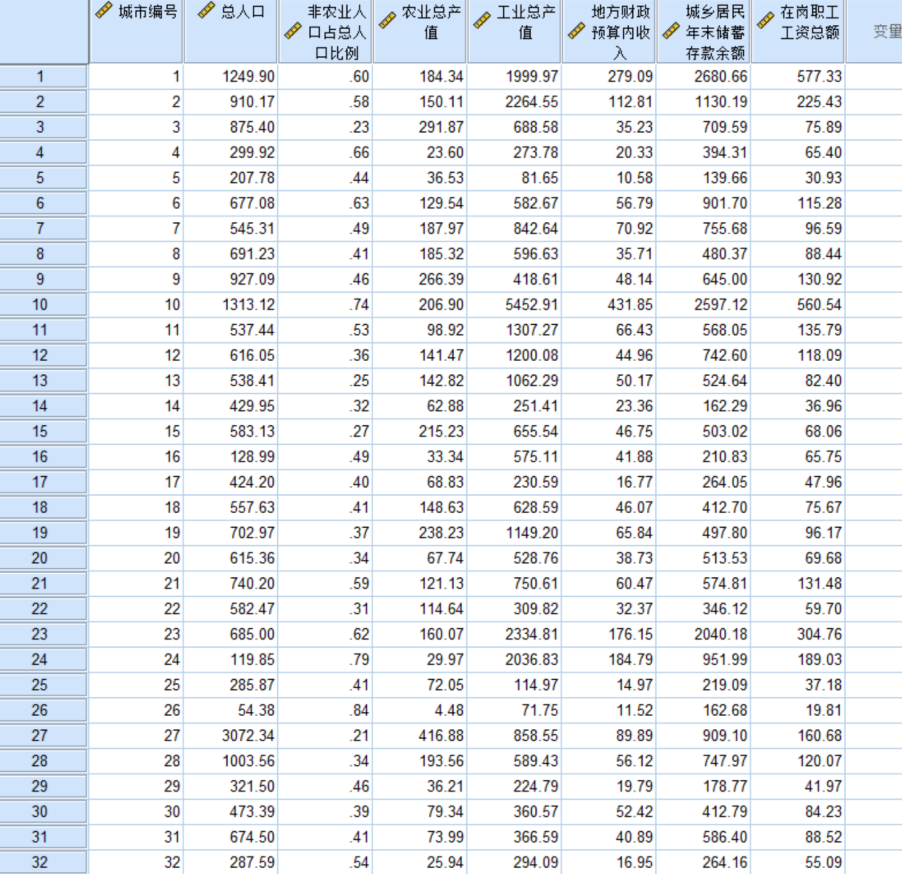 城市编号 总人口 非农业人口占总人口比例 农业总产值 工业总产值 地方财政预算内收入 城乡居民年末储蓄存款余额 在岗职工工资总额 变量
1 1 1249.90 .60 184.34 1999.97 279.09 2680.66 577.33
2 2 910.17 .58 150.11 2264.55 112.81 1130.19 225.43
3 3 875.40 .23 291.87 688.58 35.23 709.59 75.89
4 4 299.92 .66 23.60 273.78 20.33 394.31 65.40
5 5 207.78 .44 36.53 81.65 10.58 139.66 30.93
6 6 677.08 .63 129.54 582.67 56.79 901.70 115.28
7 7 545.31 .49 187.97 842.64 70.92 755.68 96.59
8 8 691.23 .41 185.32 596.63 35.71 480.37 88.44
9 9 927.09 .46 266.39 418.61 48.14 645.00 130.92
10 10 1313.12 .74 206.90 5452.91 431.85 2597.12 560.54
11 11 537.44 .53 98.92 1307.27 66.43 568.05 135.79
12 12 616.05 .36 141.47 1200.08 44.96 742.60 118.09
13 13 538.41 .25 142.82 1062.29 50.17 524.64 82.40
14 14 429.95 .32 62.88 251.41 23.36 162.29 36.96
15 15 583.13 .27 215.23 655.54 46.75 503.02 68.06
16 16 128.99 .49 33.34 575.11 41.88 210.83 65.75
17 17 424.20 .40 68.83 230.59 16.77 264.05 47.96
18 18 557.63 .41 148.63 628.59 46.07 412.70 75.67
19 19 702.97 .37 238.23 1149.20 65.84 497.80 96.17
20 20 615.36 .34 67.74 528.76 38.73 513.53 69.68
21 21 740.20 .59 121.13 750.61 60.47 574.81 131.48
22 22 582.47 .31 114.64 309.82 32.37 346.12 59.70
23 23 685.00 .62 160.07 2334.81 176.15 2040.18 304.76
24 24 119.85 .79 29.97 2036.83 184.79 951.99 189.03
25 25 285.87 .41 72.05 114.97 14.97 219.09 37.18
26 26 54.38 .84 4.48 71.75 11.52 162.68 19.81
27 27 3072.34 .21 416.88 858.55 89.89 909.10 160.68
28 28 1003.56 .34 193.56 589.43 56.12 747.97 120.07
29 29 321.50 .46 36.21 224.79 19.79 178.77 41.97
30 30 473.39 .39 79.34 360.57 52.42 412.79 84.23
31 31 674.50 .41 73.99 366.59 40.89 586.40 88.52
32 32 287.59 .54 25.94 294.09 16.95 264.16 55.09